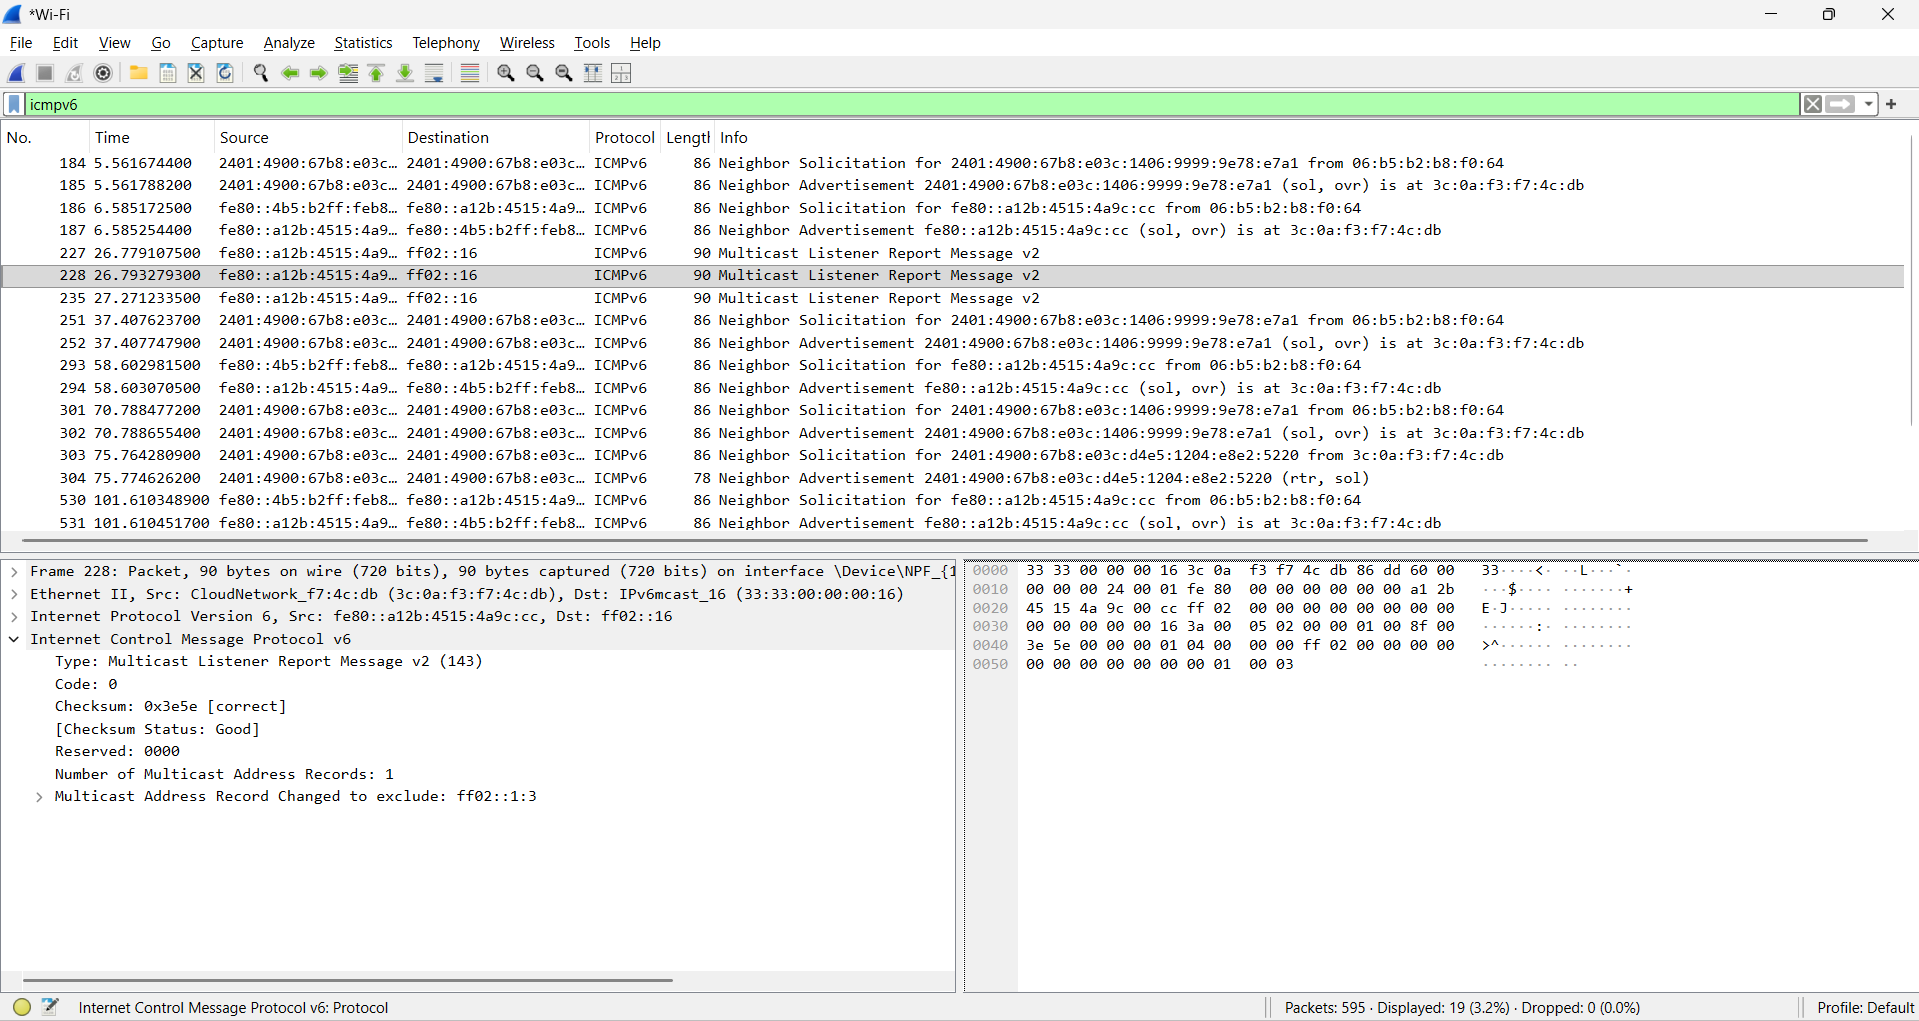 *Wi-Fi
File Edit View Go Capture Analyze Statistics Telephony Wireless Tools Help
icmpv6
No. Time Source Destination Protocol Length Info
184 5.561674400 2401:4900:67b8:e03c… 2401:4900:67b8:e03c… ICMPv6 86 Neighbor Solicitation for 2401:4900:67b8:e03c:1406:9999:9e78:e7a1 from 06:b5:b2:b8:f0:64
185 5.561788200 2401:4900:67b8:e03c… 2401:4900:67b8:e03c… ICMPv6 86 Neighbor Advertisement 2401:4900:67b8:e03c:1406:9999:9e78:e7a1 (sol, ovr) is at 3c:0a:f3:f7:4c:db
186 6.585172500 fe80::4b5:b2ff:feb8… fe80::a12b:4515:4a9… ICMPv6 86 Neighbor Solicitation for fe80::a12b:4515:4a9c:cc from 06:b5:b2:b8:f0:64
187 6.585254400 fe80::a12b:4515:4a9… fe80::4b5:b2ff:feb8… ICMPv6 86 Neighbor Advertisement fe80::a12b:4515:4a9c:cc (sol, ovr) is at 3c:0a:f3:f7:4c:db
227 26.779107500 fe80::a12b:4515:4a9… ff02::16 ICMPv6 90 Multicast Listener Report Message v2
228 26.793279300 fe80::a12b:4515:4a9… ff02::16 ICMPv6 90 Multicast Listener Report Message v2
235 27.271233500 fe80::a12b:4515:4a9… ff02::16 ICMPv6 90 Multicast Listener Report Message v2
251 37.407623700 2401:4900:67b8:e03c… 2401:4900:67b8:e03c… ICMPv6 86 Neighbor Solicitation for 2401:4900:67b8:e03c:1406:9999:9e78:e7a1 from 06:b5:b2:b8:f0:64
252 37.407747900 2401:4900:67b8:e03c… 2401:4900:67b8:e03c… ICMPv6 86 Neighbor Advertisement 2401:4900:67b8:e03c:1406:9999:9e78:e7a1 (sol, ovr) is at 3c:0a:f3:f7:4c:db
293 58.602981500 fe80::4b5:b2ff:feb8… fe80::a12b:4515:4a9… ICMPv6 86 Neighbor Solicitation for fe80::a12b:4515:4a9c:cc from 06:b5:b2:b8:f0:64
294 58.603070500 fe80::a12b:4515:4a9… fe80::4b5:b2ff:feb8… ICMPv6 86 Neighbor Advertisement fe80::a12b:4515:4a9c:cc (sol, ovr) is at 3c:0a:f3:f7:4c:db
301 70.788477200 2401:4900:67b8:e03c… 2401:4900:67b8:e03c… ICMPv6 86 Neighbor Solicitation for 2401:4900:67b8:e03c:1406:9999:9e78:e7a1 from 06:b5:b2:b8:f0:64
302 70.788655400 2401:4900:67b8:e03c… 2401:4900:67b8:e03c… ICMPv6 86 Neighbor Advertisement 2401:4900:67b8:e03c:1406:9999:9e78:e7a1 (sol, ovr) is at 3c:0a:f3:f7:4c:db
303 75.764280900 2401:4900:67b8:e03c… 2401:4900:67b8:e03c… ICMPv6 86 Neighbor Solicitation for 2401:4900:67b8:e03c:d4e5:1204:e8e2:5220 from 3c:0a:f3:f7:4c:db
304 75.774626200 2401:4900:67b8:e03c… 2401:4900:67b8:e03c… ICMPv6 78 Neighbor Advertisement 2401:4900:67b8:e03c:d4e5:1204:e8e2:5220 (rtr, sol)
530 101.610348900 fe80::4b5:b2ff:feb8… fe80::a12b:4515:4a9… ICMPv6 86 Neighbor Solicitation for fe80::a12b:4515:4a9c:cc from 06:b5:b2:b8:f0:64
531 101.610451700 fe80::a12b:4515:4a9… fe80::4b5:b2ff:feb8… ICMPv6 86 Neighbor Advertisement fe80::a12b:4515:4a9c:cc (sol, ovr) is at 3c:0a:f3:f7:4c:db
Frame 228: Packet, 90 bytes on wire (720 bits), 90 bytes captured (720 bits) on interface \Device\NPF_{1
Ethernet II, Src: CloudNetwork_f7:4c:db (3c:0a:f3:f7:4c:db), Dst: IPv6mcast_16 (33:33:00:00:00:16)
Internet Protocol Version 6, Src: fe80::a12b:4515:4a9c:cc, Dst: ff02::16
Internet Control Message Protocol v6
Type: Multicast Listener Report Message v2 (143)
Code: 0
Checksum: 0x3e5e [correct]
[Checksum Status: Good]
Reserved: 0000
Number of Multicast Address Records: 1
Multicast Address Record Changed to exclude: ff02::1:3
0000 33 33 00 00 00 16 3c 0a f3 f7 4c db 86 dd 60 00 33····<· ··L···`·
0010 00 00 00 24 00 01 fe 80 00 00 00 00 00 00 a1 2b ···$···· ·······+
0020 45 15 4a 9c 00 cc ff 02 00 00 00 00 00 00 00 00 E·J····· ········
0030 00 00 00 00 00 16 3a 00 05 02 00 00 01 00 8f 00 ······:· ········
0040 3e 5e 00 00 00 01 04 00 00 00 ff 02 00 00 00 00 >^······ ········
0050 00 00 00 00 00 00 00 01 00 03 ········ ··
Internet Control Message Protocol v6: Protocol
Packets: 595 · Displayed: 19 (3.2%) · Dropped: 0 (0.0%)
Profile: Default